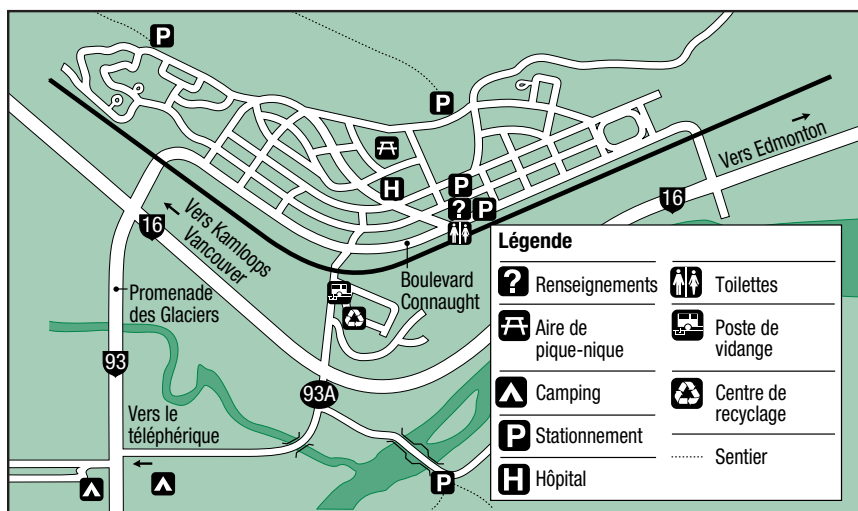 P
P
Vers Edmonton
H
P
?
P
16
16
Vers Kamloops
Vancouver
Boulevard
Connaught
Promenade
des Glaciers
93
93A
Vers le
téléphérique
P
Légende
? Renseignements
Toilettes
Aire de
pique-nique
Poste de
vidange
Camping
Centre de
recyclage
P Stationnement
Sentier
H Hôpital